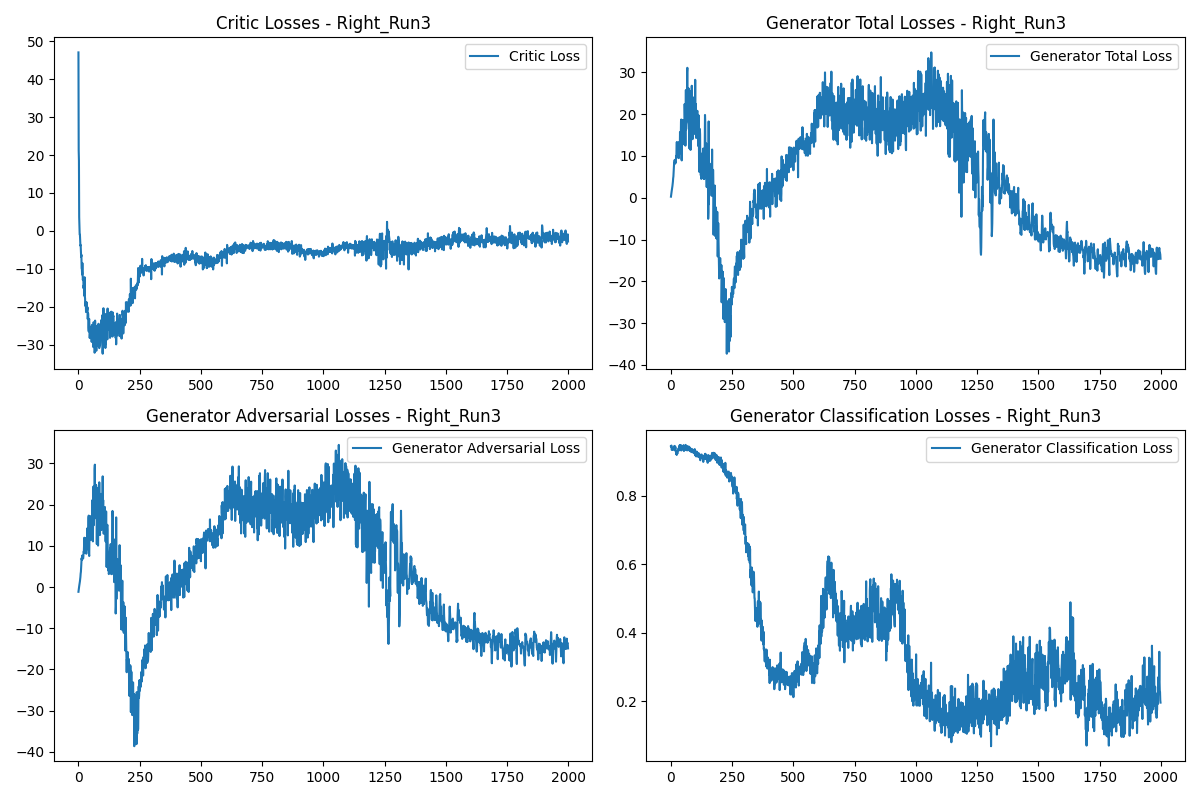 Critic Losses - Right_Run3
Critic Loss
50
40
30
20
10
0
−10
−20
−30
0 250 500 750 1000 1250 1500 1750 2000
Generator Total Losses - Right_Run3
Generator Total Loss
30
20
10
0
−10
−20
−30
−40
0 250 500 750 1000 1250 1500 1750 2000
Generator Adversarial Losses - Right_Run3
Generator Adversarial Loss
30
20
10
0
−10
−20
−30
−40
0 250 500 750 1000 1250 1500 1750 2000
Generator Classification Losses - Right_Run3
Generator Classification Loss
0.8
0.6
0.4
0.2
0 250 500 750 1000 1250 1500 1750 2000